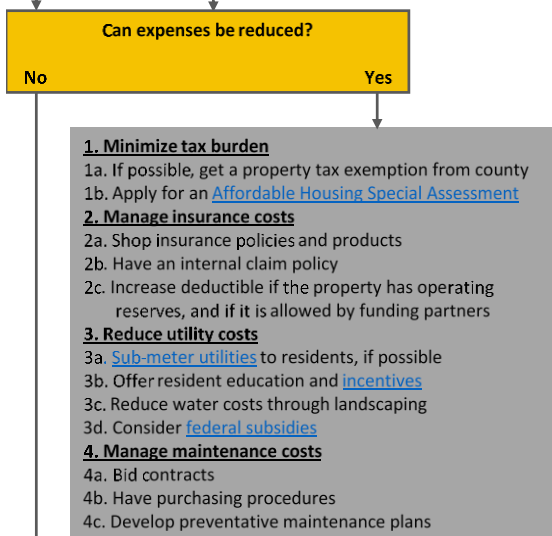 Can expenses be reduced?
No Yes
1. Minimize tax burden
1a. If possible, get a property tax exemption from county
1b. Apply for an Affordable Housing Special Assessment
2. Manage insurance costs
2a. Shop insurance policies and products
2b. Have an internal claim policy
2c. Increase deductible if the property has operating
reserves, and if it is allowed by funding partners
3. Reduce utility costs
3a. Sub-meter utilities to residents, if possible
3b. Offer resident education and incentives
3c. Reduce water costs through landscaping
3d. Consider federal subsidies
4. Manage maintenance costs
4a. Bid contracts
4b. Have purchasing procedures
4c. Develop preventative maintenance plans